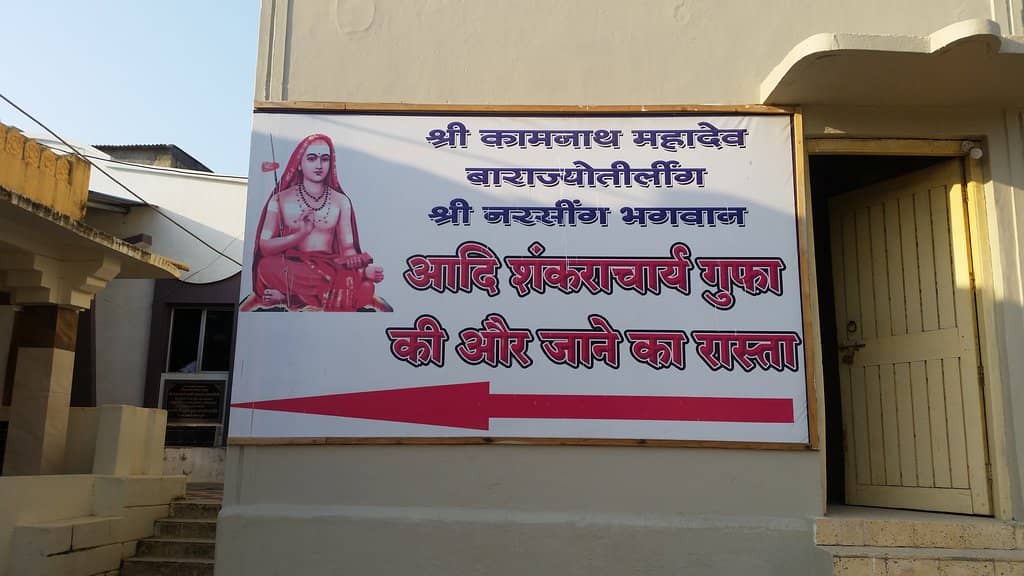 श्री कामनाथ महादेव
बाराज्योतीर्लींग
श्री नरसींग भगवान
आदि शंकराचार्य गुफा
की और जाने का रास्ता